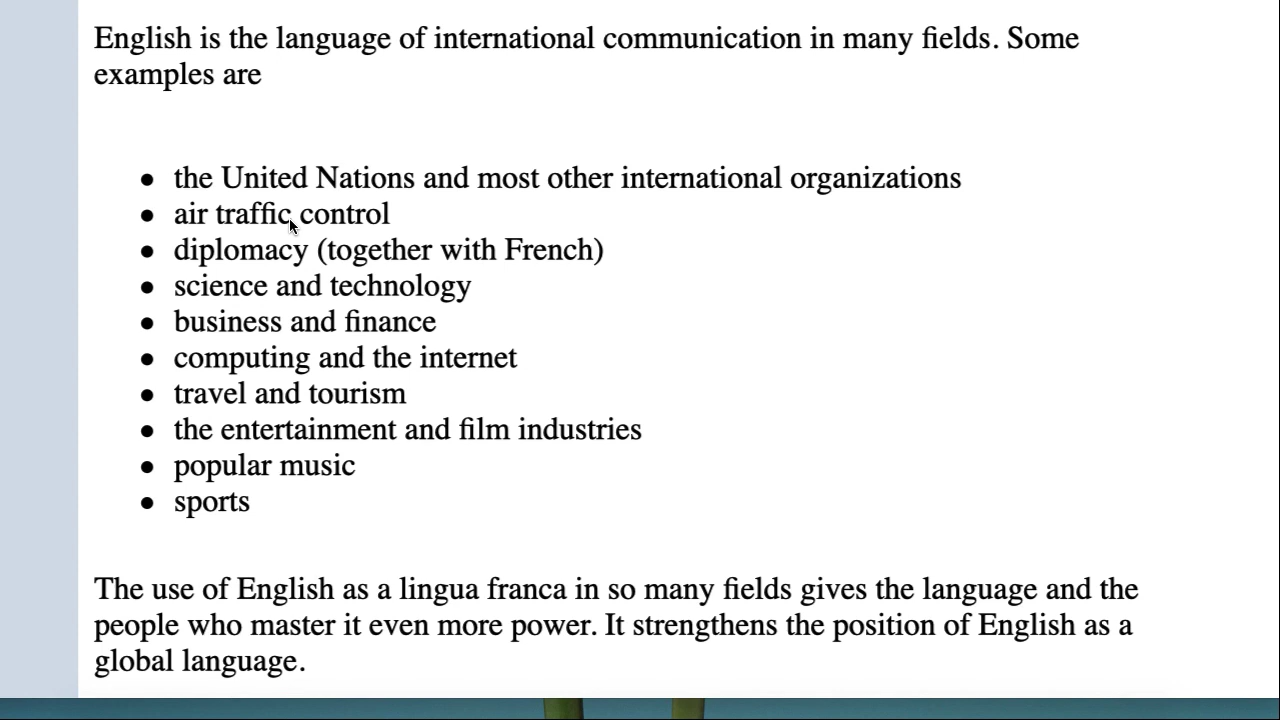 English is the language of international communication in many fields. Some
examples are
● the United Nations and most other international organizations
● air traffic control
● diplomacy (together with French)
● science and technology
● business and finance
● computing and the internet
● travel and tourism
● the entertainment and film industries
● popular music
● sports
The use of English as a lingua franca in so many fields gives the language and the
people who master it even more power. It strengthens the position of English as a
global language.